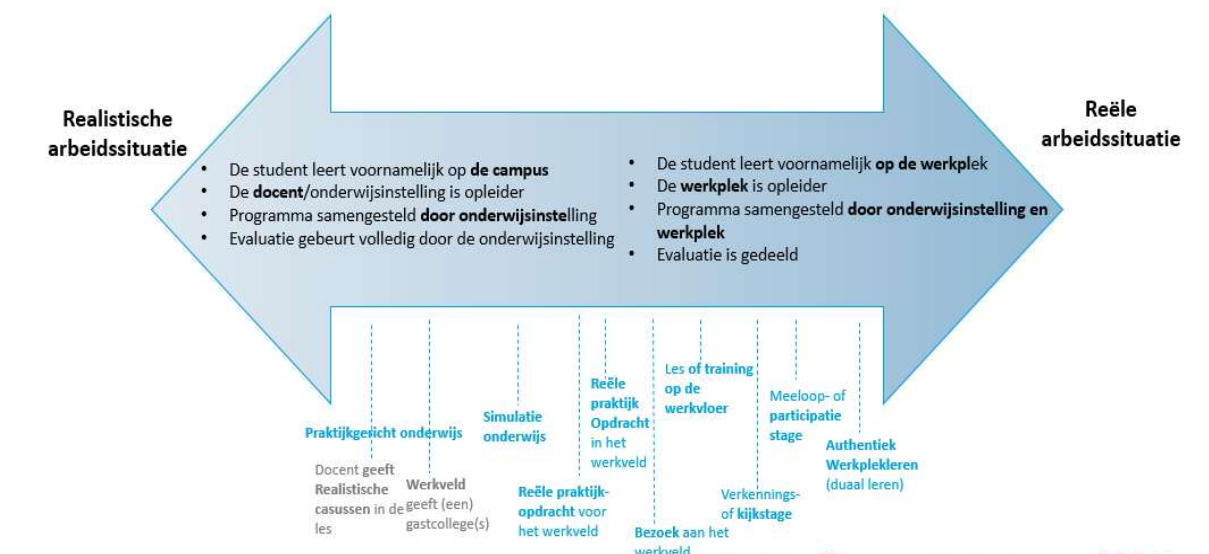 Realistische
arbeidssituatie
• De student leert voornamelijk op de campus
• De docent/onderwijsinstelling is opleider
• Programma samengesteld door onderwijsinstelling
• Evaluatie gebeurt volledig door de onderwijsinstelling
• De student leert voornamelijk op de werkplek
• De werkplek is opleider
• Programma samengesteld door onderwijsinstelling en
werkplek
• Evaluatie is gedeeld
Reële
arbeidssituatie
Praktijkgericht onderwijs
Docent geeft
Realistische
casussen in de
les
Werkveld
geeft (een)
gastcollege(s)
Simulatie
onderwijs
Reële praktijk-
opdracht voor
het werkveld
Reële
praktijk
Opdracht
in het
werkveld
Bezoek aan het
werkveld
Les of training
op de
werkvloer
Verkennings-
of kijkstage
Meeloop- of
participatie
stage
Authentiek
Werkplekleren
(duaal leren)